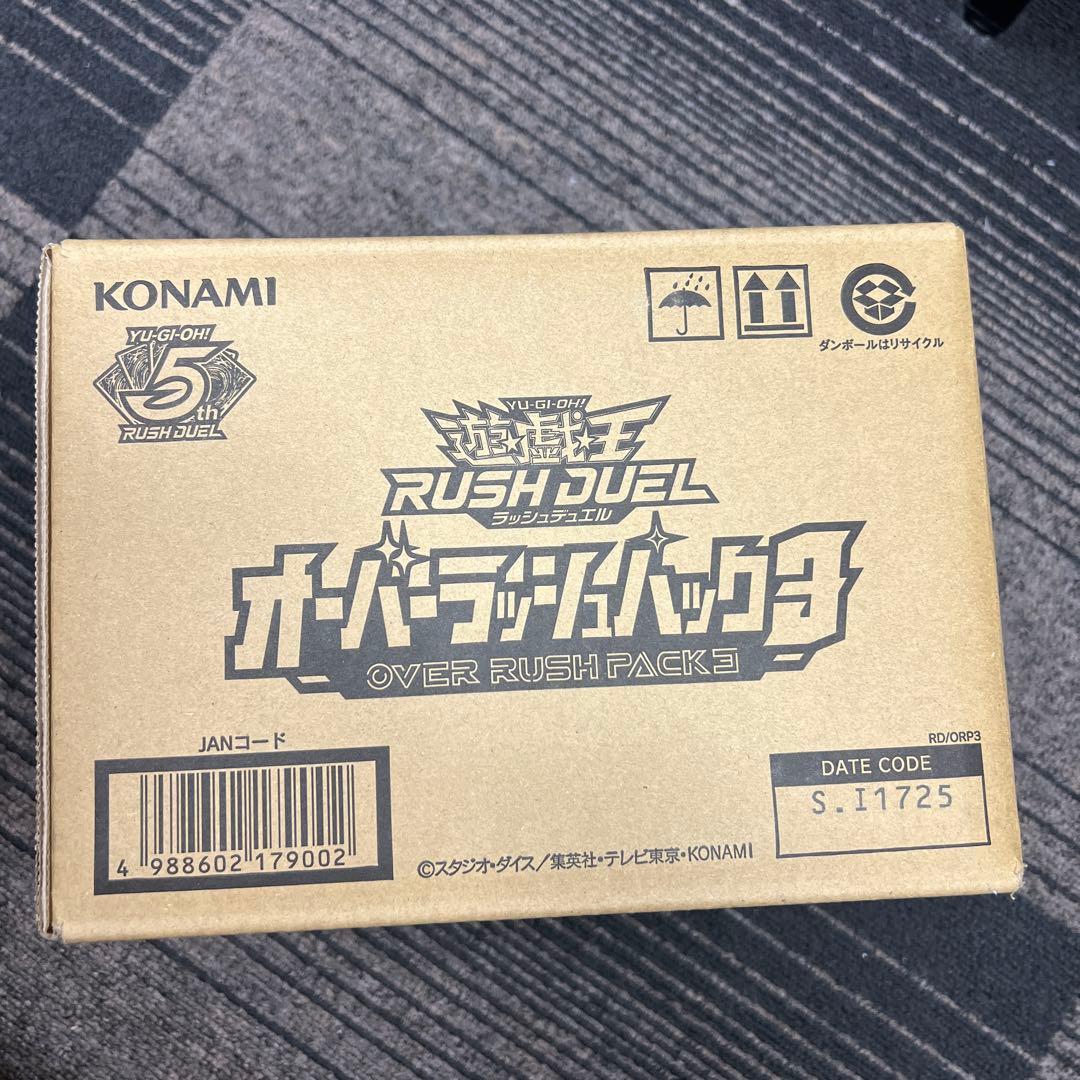 KONAMI
YU-GI-OH!
5th
RUSH DUEL
ダンボールはリサイクル
YU-GI-OH!
遊☆戯☆王
RUSH DUEL
ラッシュデュエル
オーバーラッシュパック3
OVER RUSH PACK 3
JANコード
4 988602 179002
©スタジオ・ダイス/集英社・テレビ東京・KONAMI
RD/ORP3
DATE CODE
S.I1725